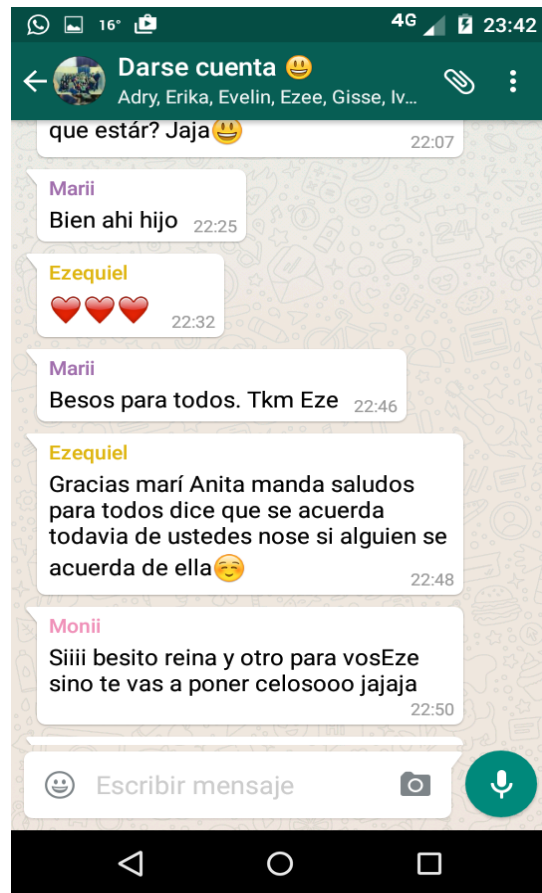 16° 4G 23:42
Darse cuenta 😃
Adry, Erika, Evelin, Ezee, Gisse, Iv...
que estár? Jaja😃
22:07
Marii
Bien ahi hijo 22:25
Ezequiel
❤❤❤ 22:32
Marii
Besos para todos. Tkm Eze 22:46
Ezequiel
Gracias marí Anita manda saludos
para todos dice que se acuerda
todavia de ustedes nose si alguien se
acuerda de ella☺
22:48
Monii
Siiii besito reina y otro para vosEze
sino te vas a poner celosooo jajaja
22:50
Escribir mensaje